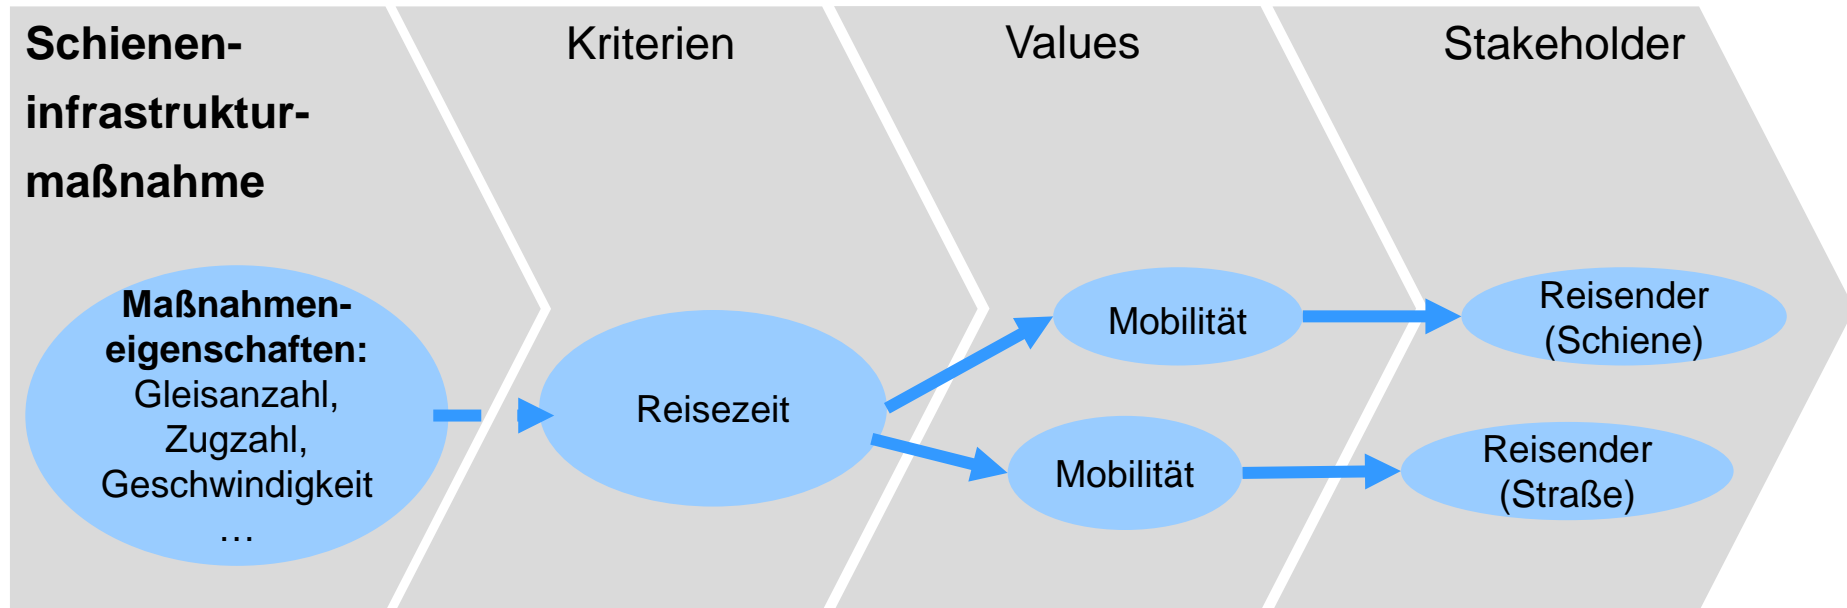 Schienen-
infrastruktur-
maßnahme
Kriterien
Values
Stakeholder
Maßnahmen-
eigenschaften:
Gleisanzahl,
Zugzahl,
Geschwindigkeit
…
Reisezeit
Mobilität
Reisender
(Schiene)
Mobilität
Reisender
(Straße)